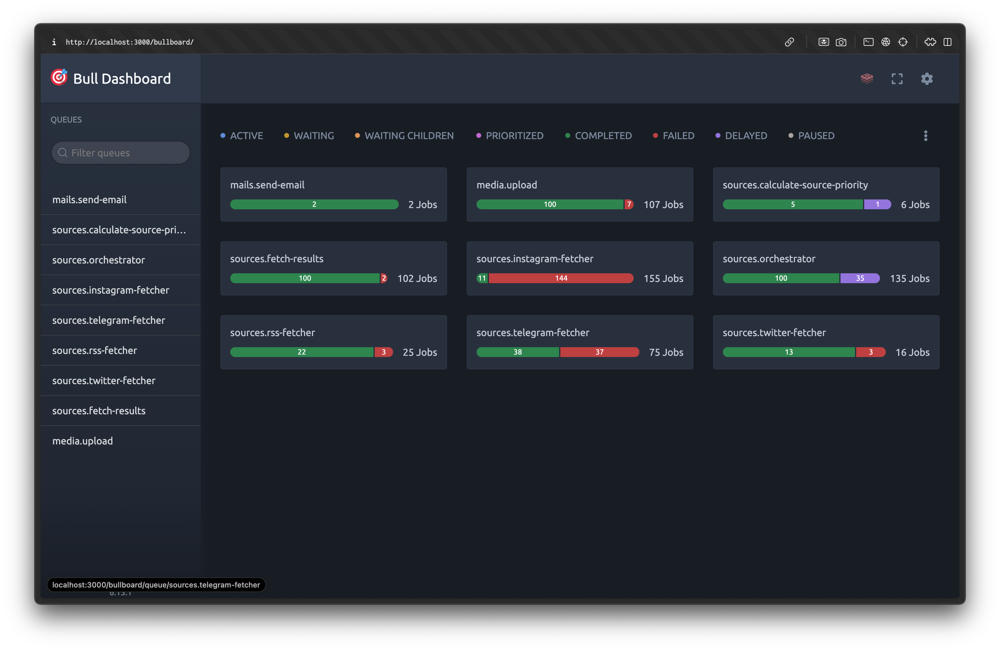 http://localhost:3000/bullboard/
Bull Dashboard
QUEUES
Filter queues
mails.send-email
sources.calculate-source-pri...
sources.orchestrator
sources.instagram-fetcher
sources.telegram-fetcher
sources.rss-fetcher
sources.twitter-fetcher
sources.fetch-results
media.upload
ACTIVE WAITING WAITING CHILDREN PRIORITIZED COMPLETED FAILED DELAYED PAUSED
mails.send-email
2 2 Jobs
media.upload
100 7 107 Jobs
sources.calculate-source-priority
5 1 6 Jobs
sources.fetch-results
100 2 102 Jobs
sources.instagram-fetcher
11 144 155 Jobs
sources.orchestrator
100 35 135 Jobs
sources.rss-fetcher
22 3 25 Jobs
sources.telegram-fetcher
38 37 75 Jobs
sources.twitter-fetcher
13 3 16 Jobs
localhost:3000/bullboard/queue/sources.telegram-fetcher